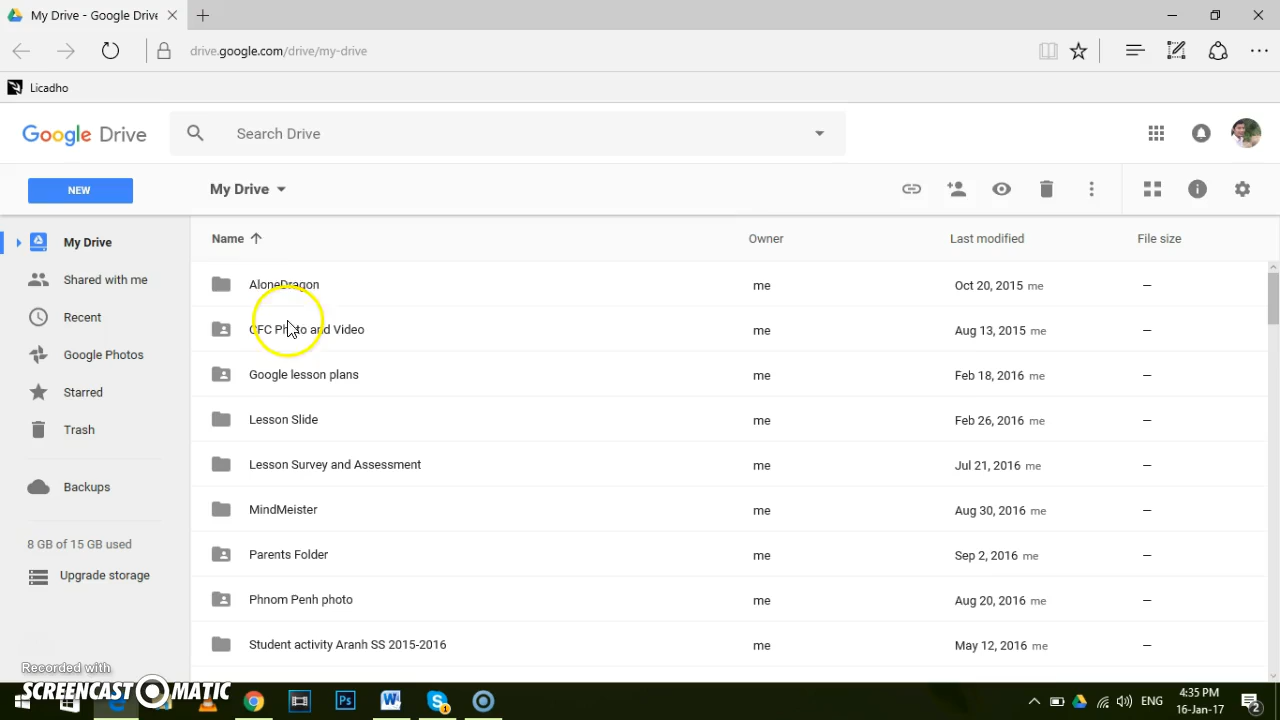 My Drive - Google Drive
drive.google.com/drive/my-drive
Licadho
Google Drive
Search Drive
NEW
My Drive
My Drive
Shared with me
Recent
Google Photos
Starred
Trash
Backups
8 GB of 15 GB used
Upgrade storage
Name Owner Last modified File size
AloneDragon me Oct 20, 2015 me –
CFC Photo and Video me Aug 13, 2015 me –
Google lesson plans me Feb 18, 2016 me –
Lesson Slide me Feb 26, 2016 me –
Lesson Survey and Assessment me Jul 21, 2016 me –
MindMeister me Aug 30, 2016 me –
Parents Folder me Sep 2, 2016 me –
Phnom Penh photo me Aug 20, 2016 me –
Student activity Aranh SS 2015-2016 me May 12, 2016 me –
Recorded with
SCREENCAST-O-MATIC
ENG
4:35 PM
16-Jan-17
2